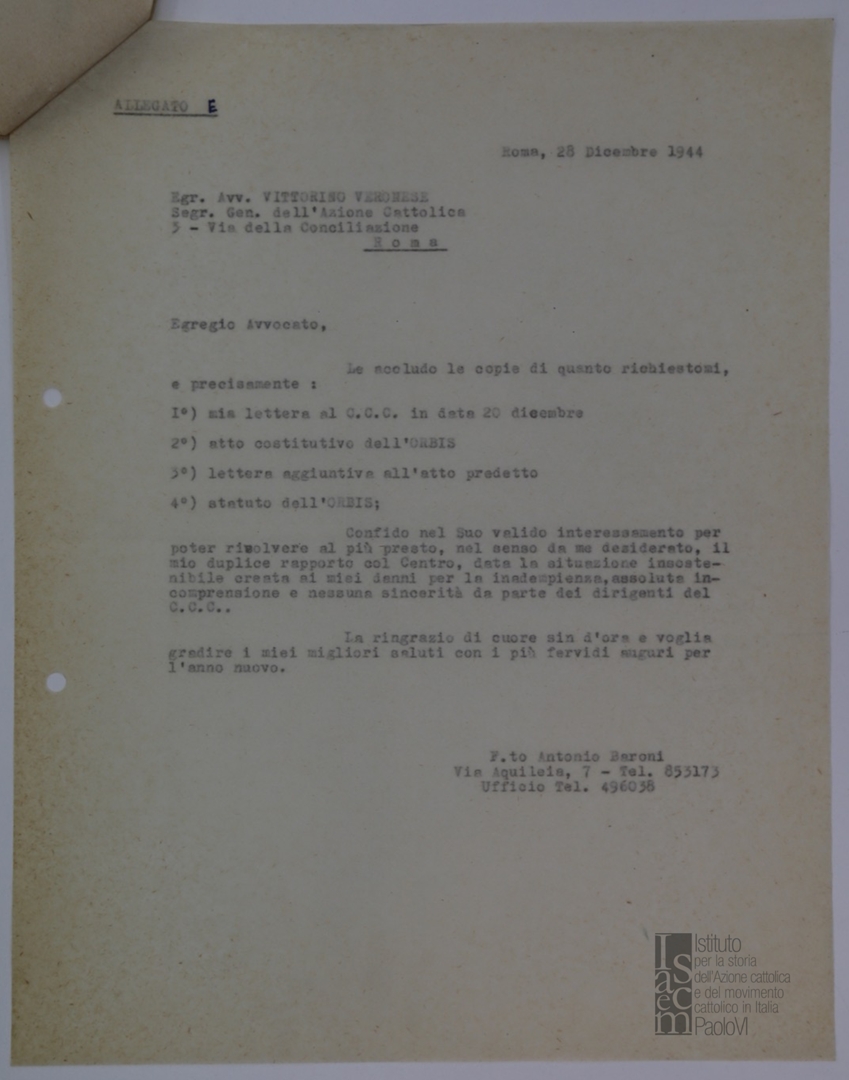 ALLEGATO E
Roma, 28 Dicembre 1944
Egr. Avv. VITTORINO VERONESE
Segr. Gen. dell'Azione Cattolica
5 - Via della Conciliazione
R o m a
Egregio Avvocato,
Le accludo le copia di quanto richiestomi,
e precisamente :
I°) mia lettera al C.C.C. in data 20 dicembre
2°) atto costitutivo dell'ORBIS
3°) lettera aggiuntiva all'atto predetto
4°) statuto dell'ORBIS;
Confido nel Suo valido interessamento per
poter risolvere al più presto, nel senso da me desiderato, il
mio duplice rapporto col Centro, data la situazione insoste-
nibile creata ai miei danni per la inadempienza,assoluta in-
comprensione e nessuna sincerità da parte dei dirigenti del
C.C.C..
La ringrazio di cuore sin d'ora e voglia
gradire i miei migliori saluti con i più fervidi auguri per
l'anno nuovo.
F.to Antonio Baroni
Via Aquileia, 7 - Tel. 853173
Ufficio Tel. 496038
Isacem
Istituto
per la storia
dell'Azione cattolica
e del movimento
cattolico in Italia
PaoloVI